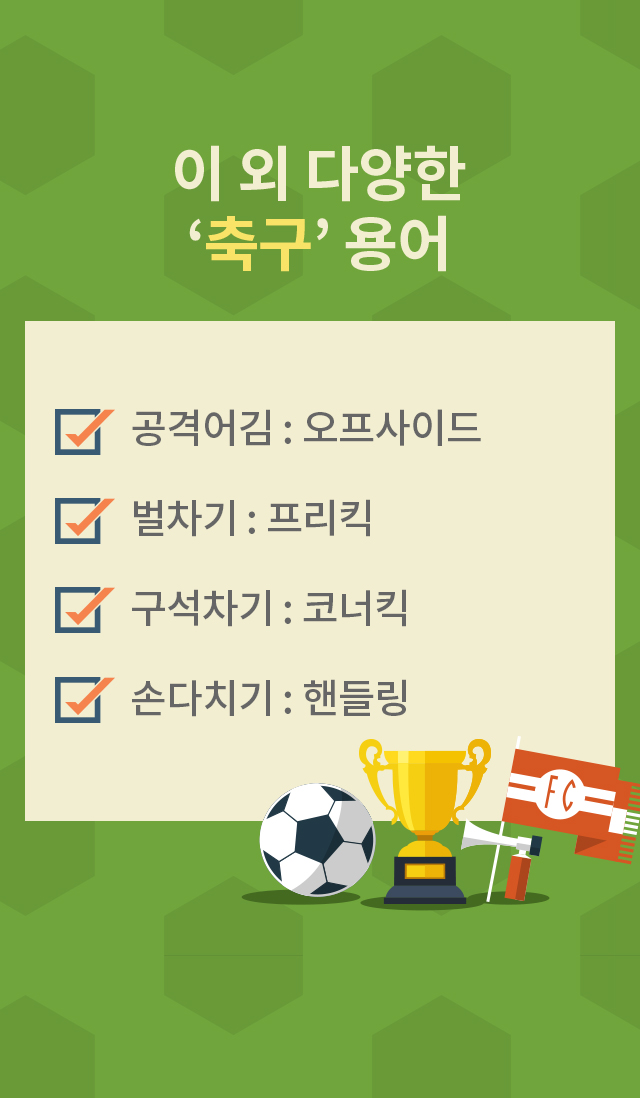 이 외 다양한
‘축구’ 용어
공격어김 : 오프사이드
벌차기 : 프리킥
구석차기 : 코너킥
손다치기 : 핸들링
FC